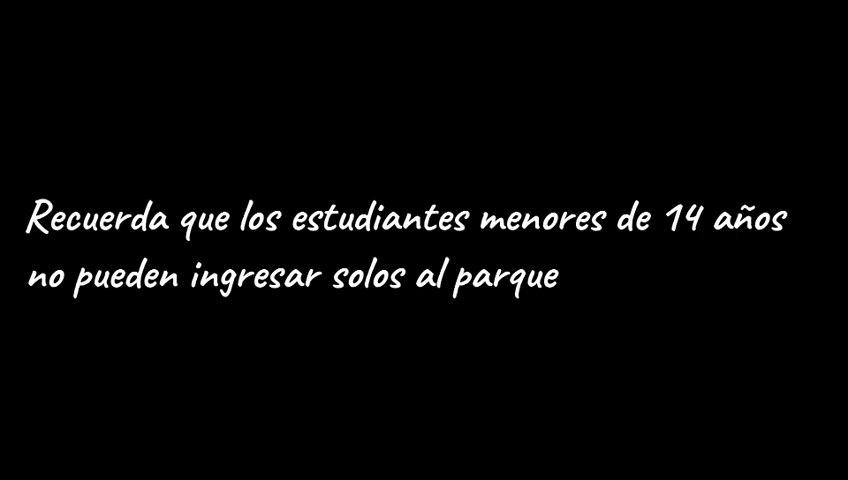 Recuerda que los estudiantes menores de 14 años
no pueden ingresar solos al parque